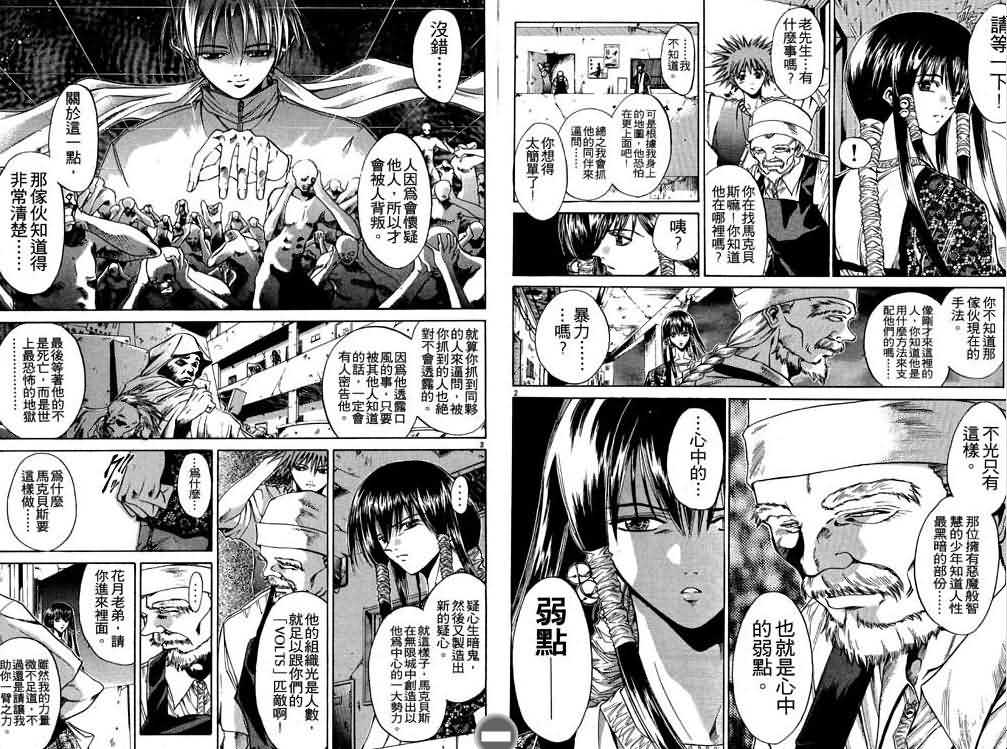 請等一下！
老先生…有
什麼事嗎？
！
你在找馬克貝
斯嘛！你知道
他在哪裡嗎？
……我
不知道。
可是根據我身上
的地圖，他恐怕
在更上面吧！
總之我會抓
他的同伴來
逼問……
你想得
太簡單了！
咦？
你不知道那
傢伙現在的
手法。
像剛才來這裡的
人，你知道他是
用什麼方法來支
配他們的嗎……
暴力…
…嗎？
2
不光只有
這樣。
那位擁有惡魔般智
慧的少年知道人性
最黑暗的部份……
也就是心中
的弱點。
…心中的…
弱點—
沒錯……
人因為會懷疑
他人，所以才
會被人背叛。
關於這一點，
那傢伙知道得
非常清楚……
就算你抓到同夥
的人來逼問，被
你抓到的人也絕
對不會透露的。
因為他透露口
風的事，只要
被其他人知道
的話，一定會
有人密告他。
最後等著他的不
是死亡，而是世
上最恐怖的地獄
3
……
疑心生暗鬼，
然後又製造出
新的疑心。
就這樣子，馬克貝斯
在無限城中創造出以
他為中心的一大勢力
他的組織光是人數
就足以跟你們的
「VOLTS」匹敵啊！
…為什麼…
為什麼
馬克貝斯要
這樣做……
……
花月老弟，請
你進來裡面。
雖然我的力量
微不足道，不
過還是請讓我
助你一臂之力